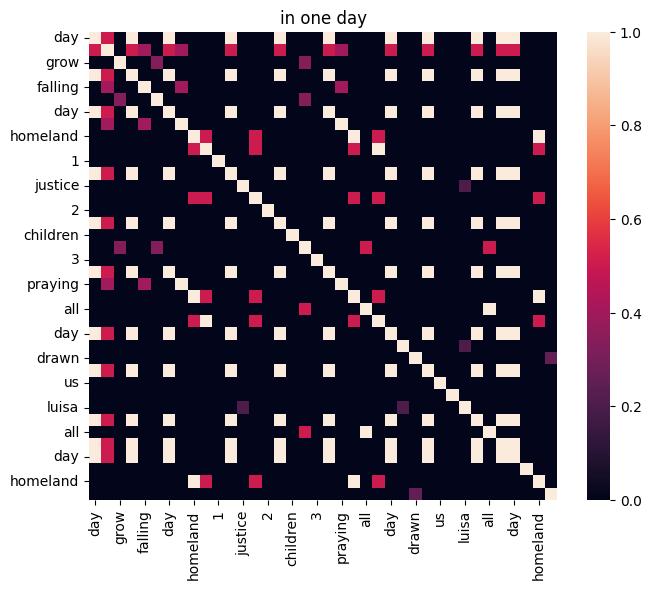 in one day
day
grow
falling
day
homeland
1
justice
2
children
3
praying
all
day
drawn
us
luisa
all
day
homeland
1.0
0.8
0.6
0.4
0.2
0.0
day
grow
falling
day
homeland
1
justice
2
children
3
praying
all
day
drawn
us
luisa
all
day
homeland